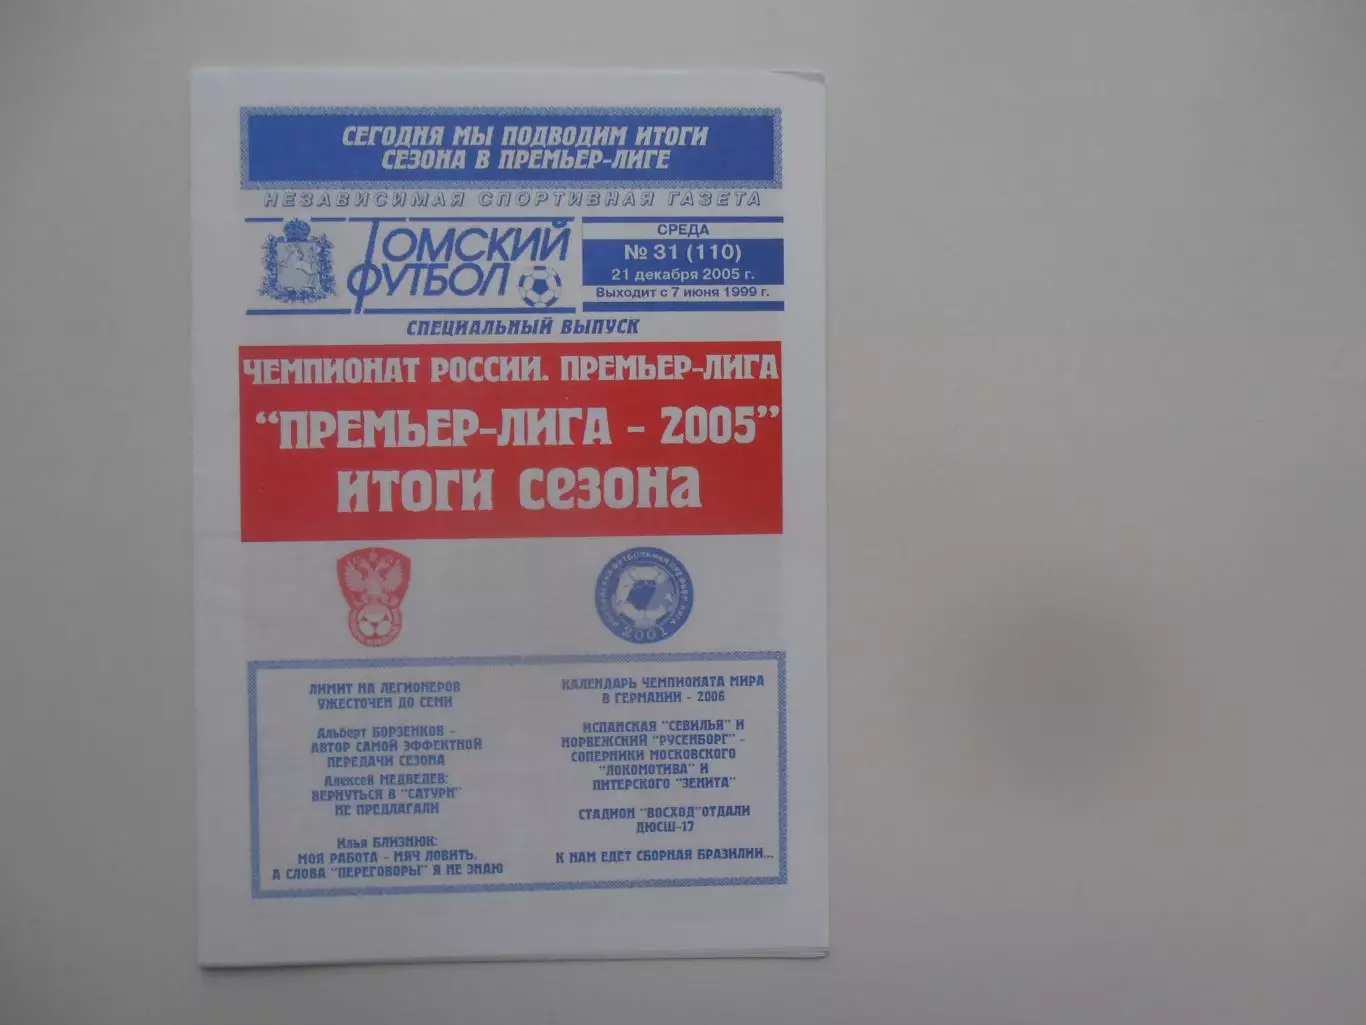 СЕГОДНЯ МЫ ПОДВОДИМ ИТОГИ
СЕЗОНА В ПРЕМЬЕР-ЛИГЕ
НЕЗАВИСИМАЯ СПОРТИВНАЯ ГАЗЕТА
ТОМСКИЙ
ФУТБОЛ
СРЕДА
№ 31 (110)
21 декабря 2005 г.
Выходит с 7 июня 1999 г.
СПЕЦИАЛЬНЫЙ ВЫПУСК
ЧЕМПИОНАТ РОССИИ. ПРЕМЬЕР-ЛИГА
“ПРЕМЬЕР-ЛИГА - 2005”
ИТОГИ СЕЗОНА
2001
ЛИМИТ НА ЛЕГИОНЕРОВ
УЖЕСТОЧЕН ДО СЕМИ
Альберт БОРЗЕНКОВ -
АВТОР САМОЙ ЭФФЕКТНОЙ
ПЕРЕДАЧИ СЕЗОНА
Алексей МЕДВЕДЕВ:
ВЕРНУТЬСЯ В "САТУРН"
НЕ ПРЕДЛАГАЛИ
Илья БЛИЗНЮК:
МОЯ РАБОТА - МЯЧ ЛОВИТЬ.
А СЛОВА "ПЕРЕГОВОРЫ" Я НЕ ЗНАЮ
КАЛЕНДАРЬ ЧЕМПИОНАТА МИРА
В ГЕРМАНИИ - 2006
ИСПАНСКАЯ "СЕВИЛЬЯ" И
НОРВЕЖСКИЙ "РУСЕНБОРГ" -
СОПЕРНИКИ МОСКОВСКОГО
"ЛОКОМОТИВА" И
ПИТЕРСКОГО "ЗЕНИТА"
СТАДИОН "ВОСХОД" ОТДАЛИ
ДЮСШ-17
К НАМ ЕДЕТ СБОРНАЯ БРАЗИЛИИ...